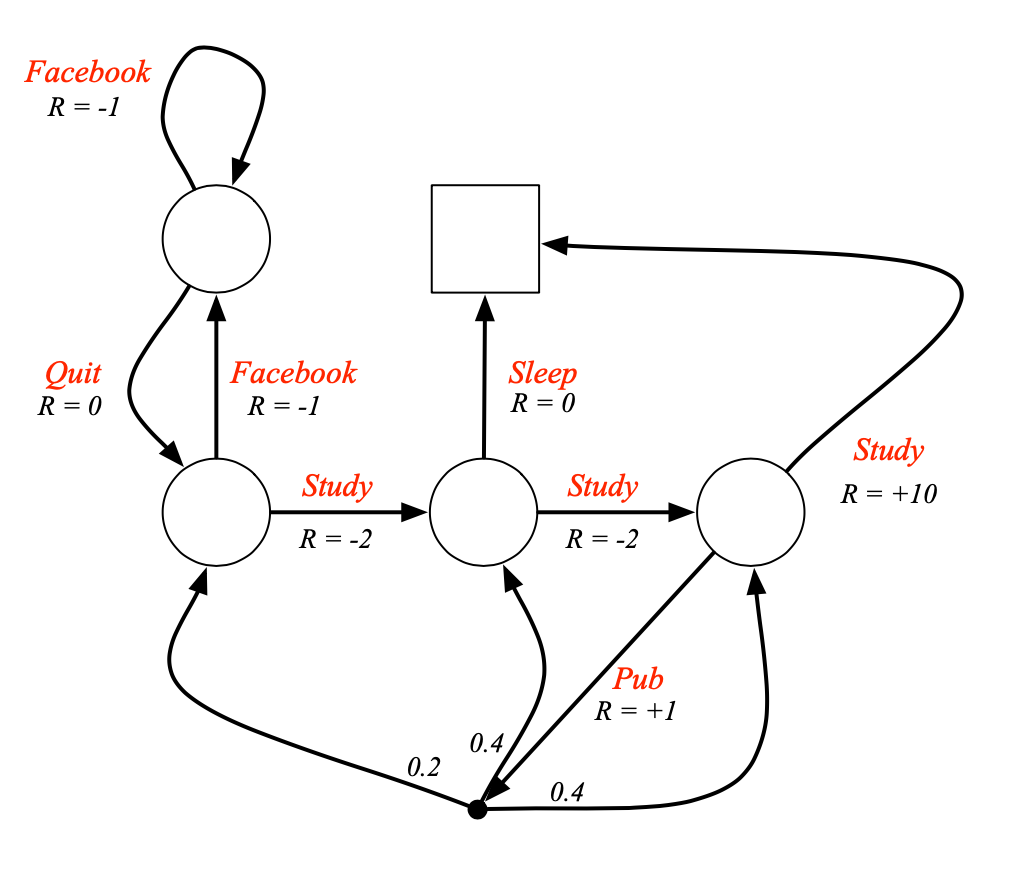 Facebook
R = -1
Quit
R = 0
Facebook
R = -1
Sleep
R = 0
Study
R = -2
Study
R = -2
Study
R = +10
Pub
R = +1
0.4
0.2
0.4